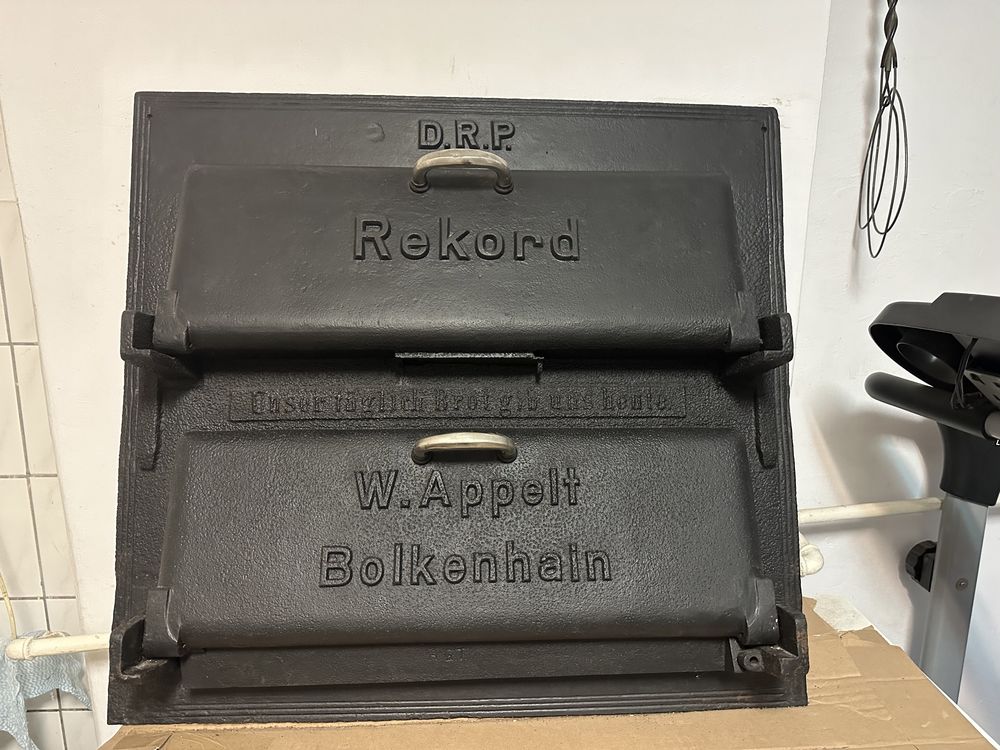 D.R.P.
Rekord
Unser täglich Brot gib uns heute.
W. Appelt
Bolkenhain